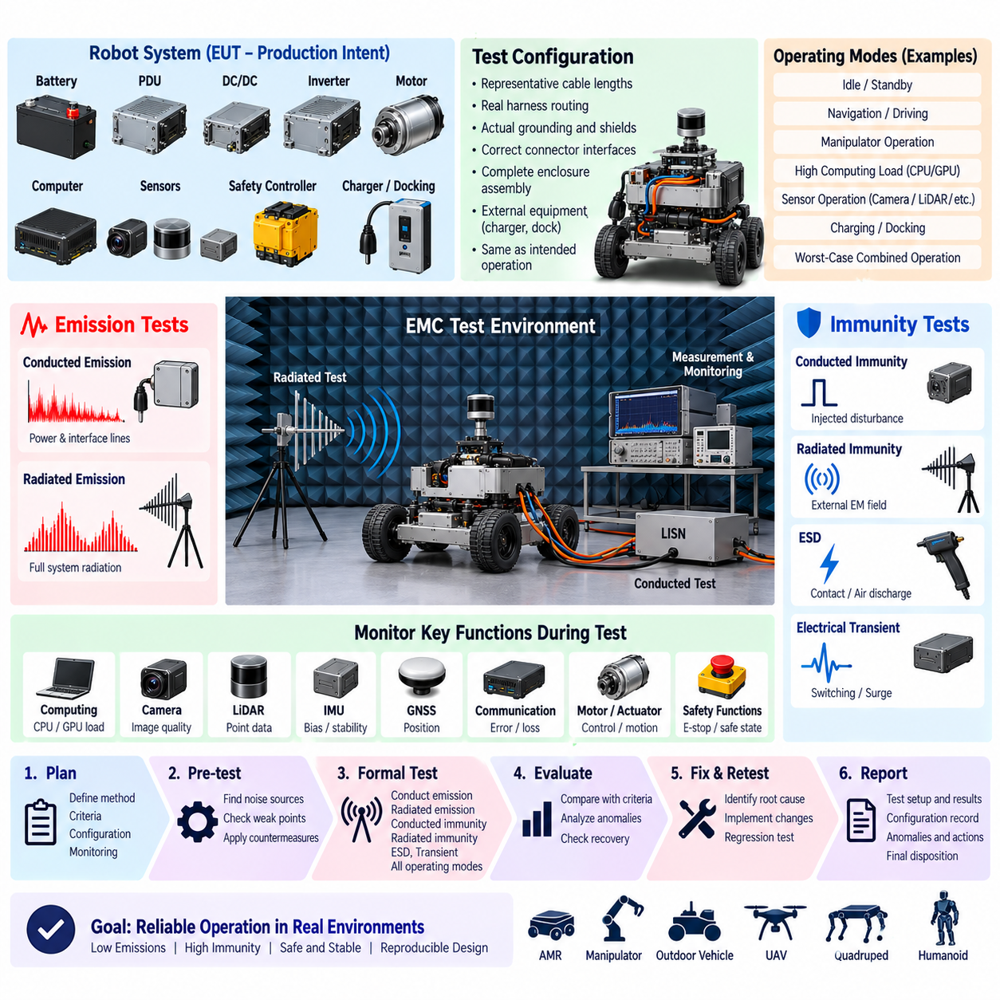 Robot System (EUT – Production Intent)
Battery
PDU
DC/DC
Inverter
Motor
Computer
Sensors
Safety Controller
Charger / Docking
Test Configuration
• Representative cable lengths
• Real harness routing
• Actual grounding and shields
• Correct connector interfaces
• Complete enclosure
assembly
• External equipment
(charger, dock)
• Same as intended
operation
Operating Modes (Examples)
Idle / Standby
Navigation / Driving
Manipulator Operation
High Computing Load (CPU/GPU)
Sensor Operation (Camera / LiDAR / etc.)
Charging / Docking
Worst-Case Combined Operation
Emission Tests
Conducted Emission
Power & interface lines
Radiated Emission
Full system radiation
EMC Test Environment
Radiated Test
Measurement &
Monitoring
LISN
Conducted Test
Immunity Tests
Conducted Immunity
Injected disturbance
Radiated Immunity
External EM field
ESD
Contact / Air discharge
Electrical Transient
Switching / Surge
Monitor Key Functions During Test
Computing
CPU / GPU load
Camera
Image quality
LiDAR
Point data
IMU
Bias / stability
GNSS
Position
Communication
Error / loss
Motor / Actuator
Control / motion
Safety Functions
E-stop / safe state
1. Plan
Define method
Criteria
Configuration
Monitoring
2. Pre-test
Find noise sources
Check weak points
Apply countermeasures
3. Formal Test
Conduct emission
Radiated emission
Conducted immunity
Radiated immunity
ESD, Transient
All operating modes
4. Evaluate
Compare with criteria
Analyze anomalies
Check recovery
5. Fix & Retest
Identify root cause
Implement changes
Regression test
6. Report
Test setup and results
Configuration record
Anomalies and actions
Final disposition
Goal: Reliable Operation in Real Environments
Low Emissions | High Immunity | Safe and Stable | Reproducible Design
AMR
Manipulator
Outdoor Vehicle
UAV
Quadruped
Humanoid